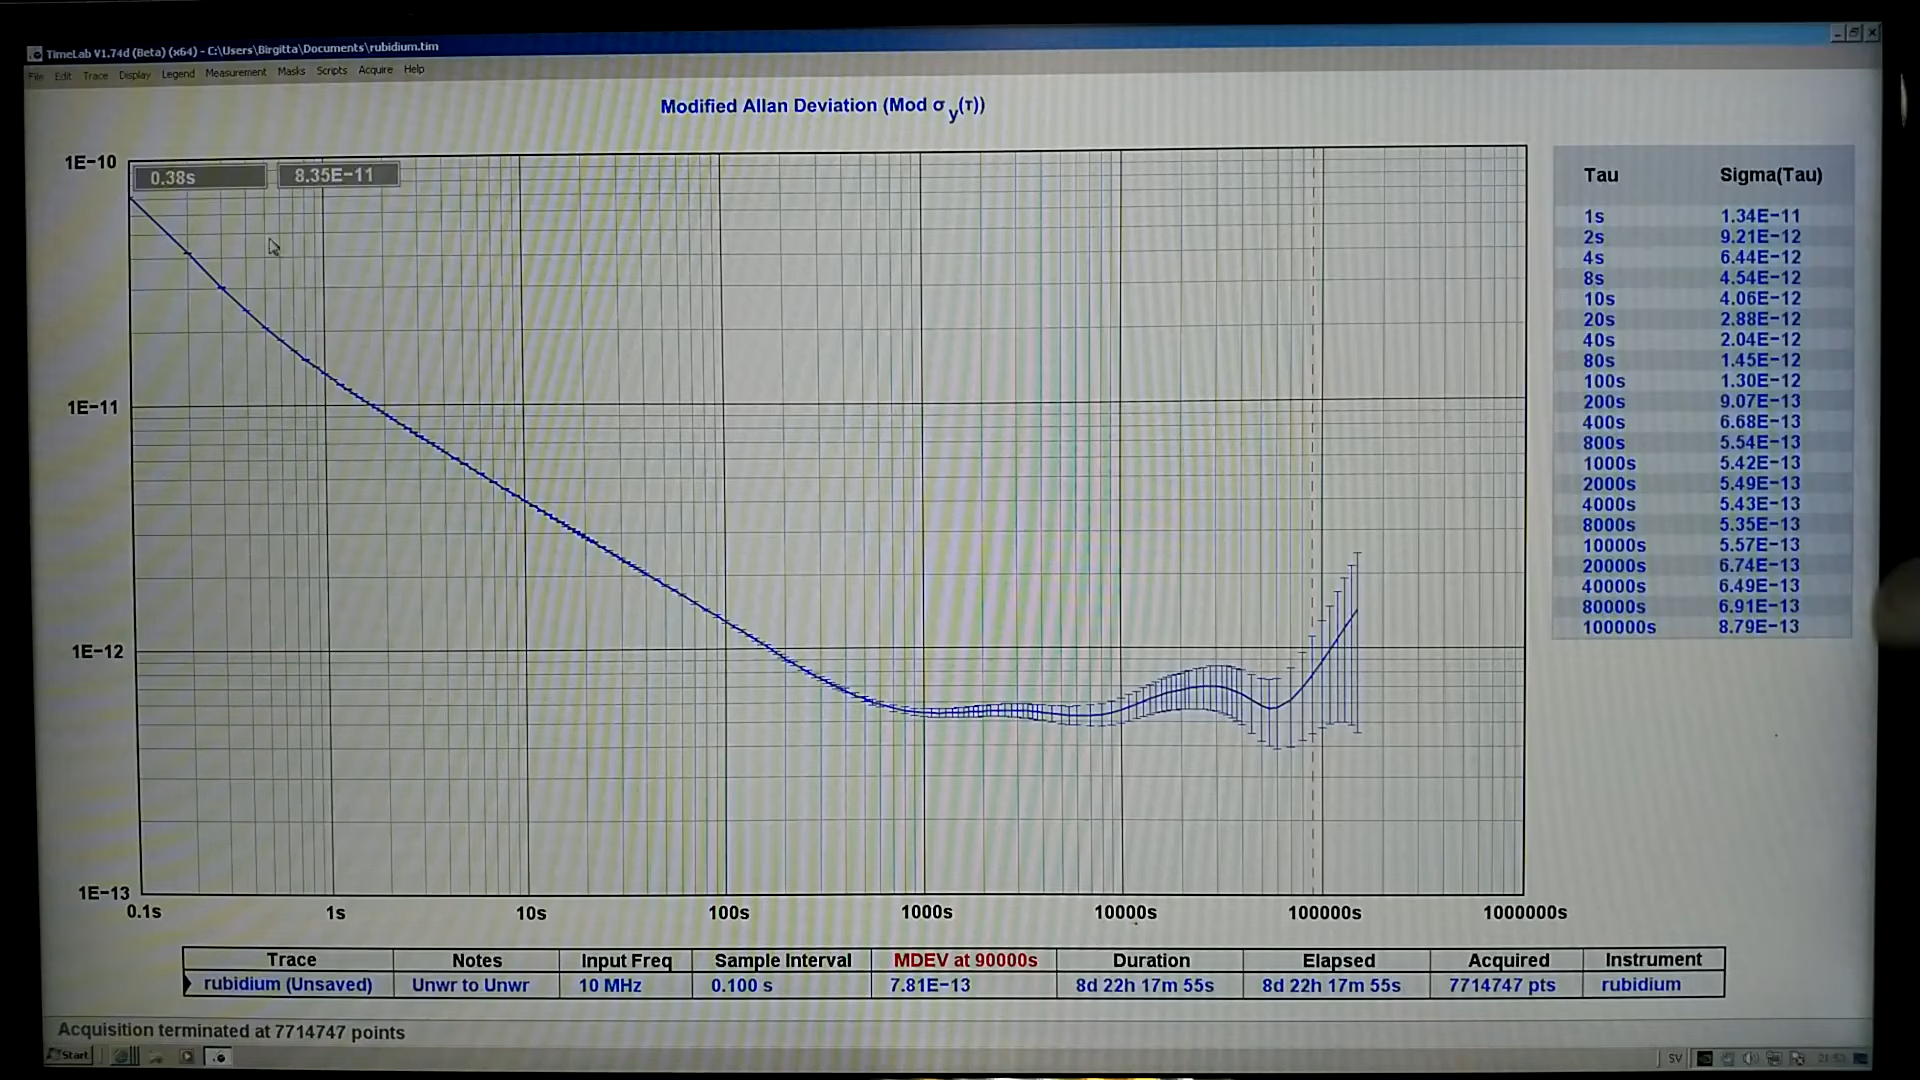 TimeLab V1.74d (Beta) (x64) - C:\Users\Birgitta\Documents\rubidium.tim
File Edit Trace Display Legend Measurement Masks Scripts Acquire Help
Modified Allan Deviation (Mod σy(τ))
0.38s 8.35E-11
1E-10
1E-11
1E-12
1E-13
0.1s 1s 10s 100s 1000s 10000s 100000s 1000000s
Tau Sigma(Tau)
1s 1.34E-11
2s 9.21E-12
4s 6.44E-12
8s 4.54E-12
10s 4.06E-12
20s 2.88E-12
40s 2.04E-12
80s 1.45E-12
100s 1.30E-12
200s 9.07E-13
400s 6.68E-13
800s 5.54E-13
1000s 5.42E-13
2000s 5.49E-13
4000s 5.43E-13
8000s 5.35E-13
10000s 5.57E-13
20000s 6.74E-13
40000s 6.49E-13
80000s 6.91E-13
100000s 8.79E-13
Trace Notes Input Freq Sample Interval MDEV at 90000s Duration Elapsed Acquired Instrument
rubidium (Unsaved) Unwr to Unwr 10 MHz 0.100 s 7.81E-13 8d 22h 17m 55s 8d 22h 17m 55s 7714747 pts rubidium
Acquisition terminated at 7714747 points
Start SV